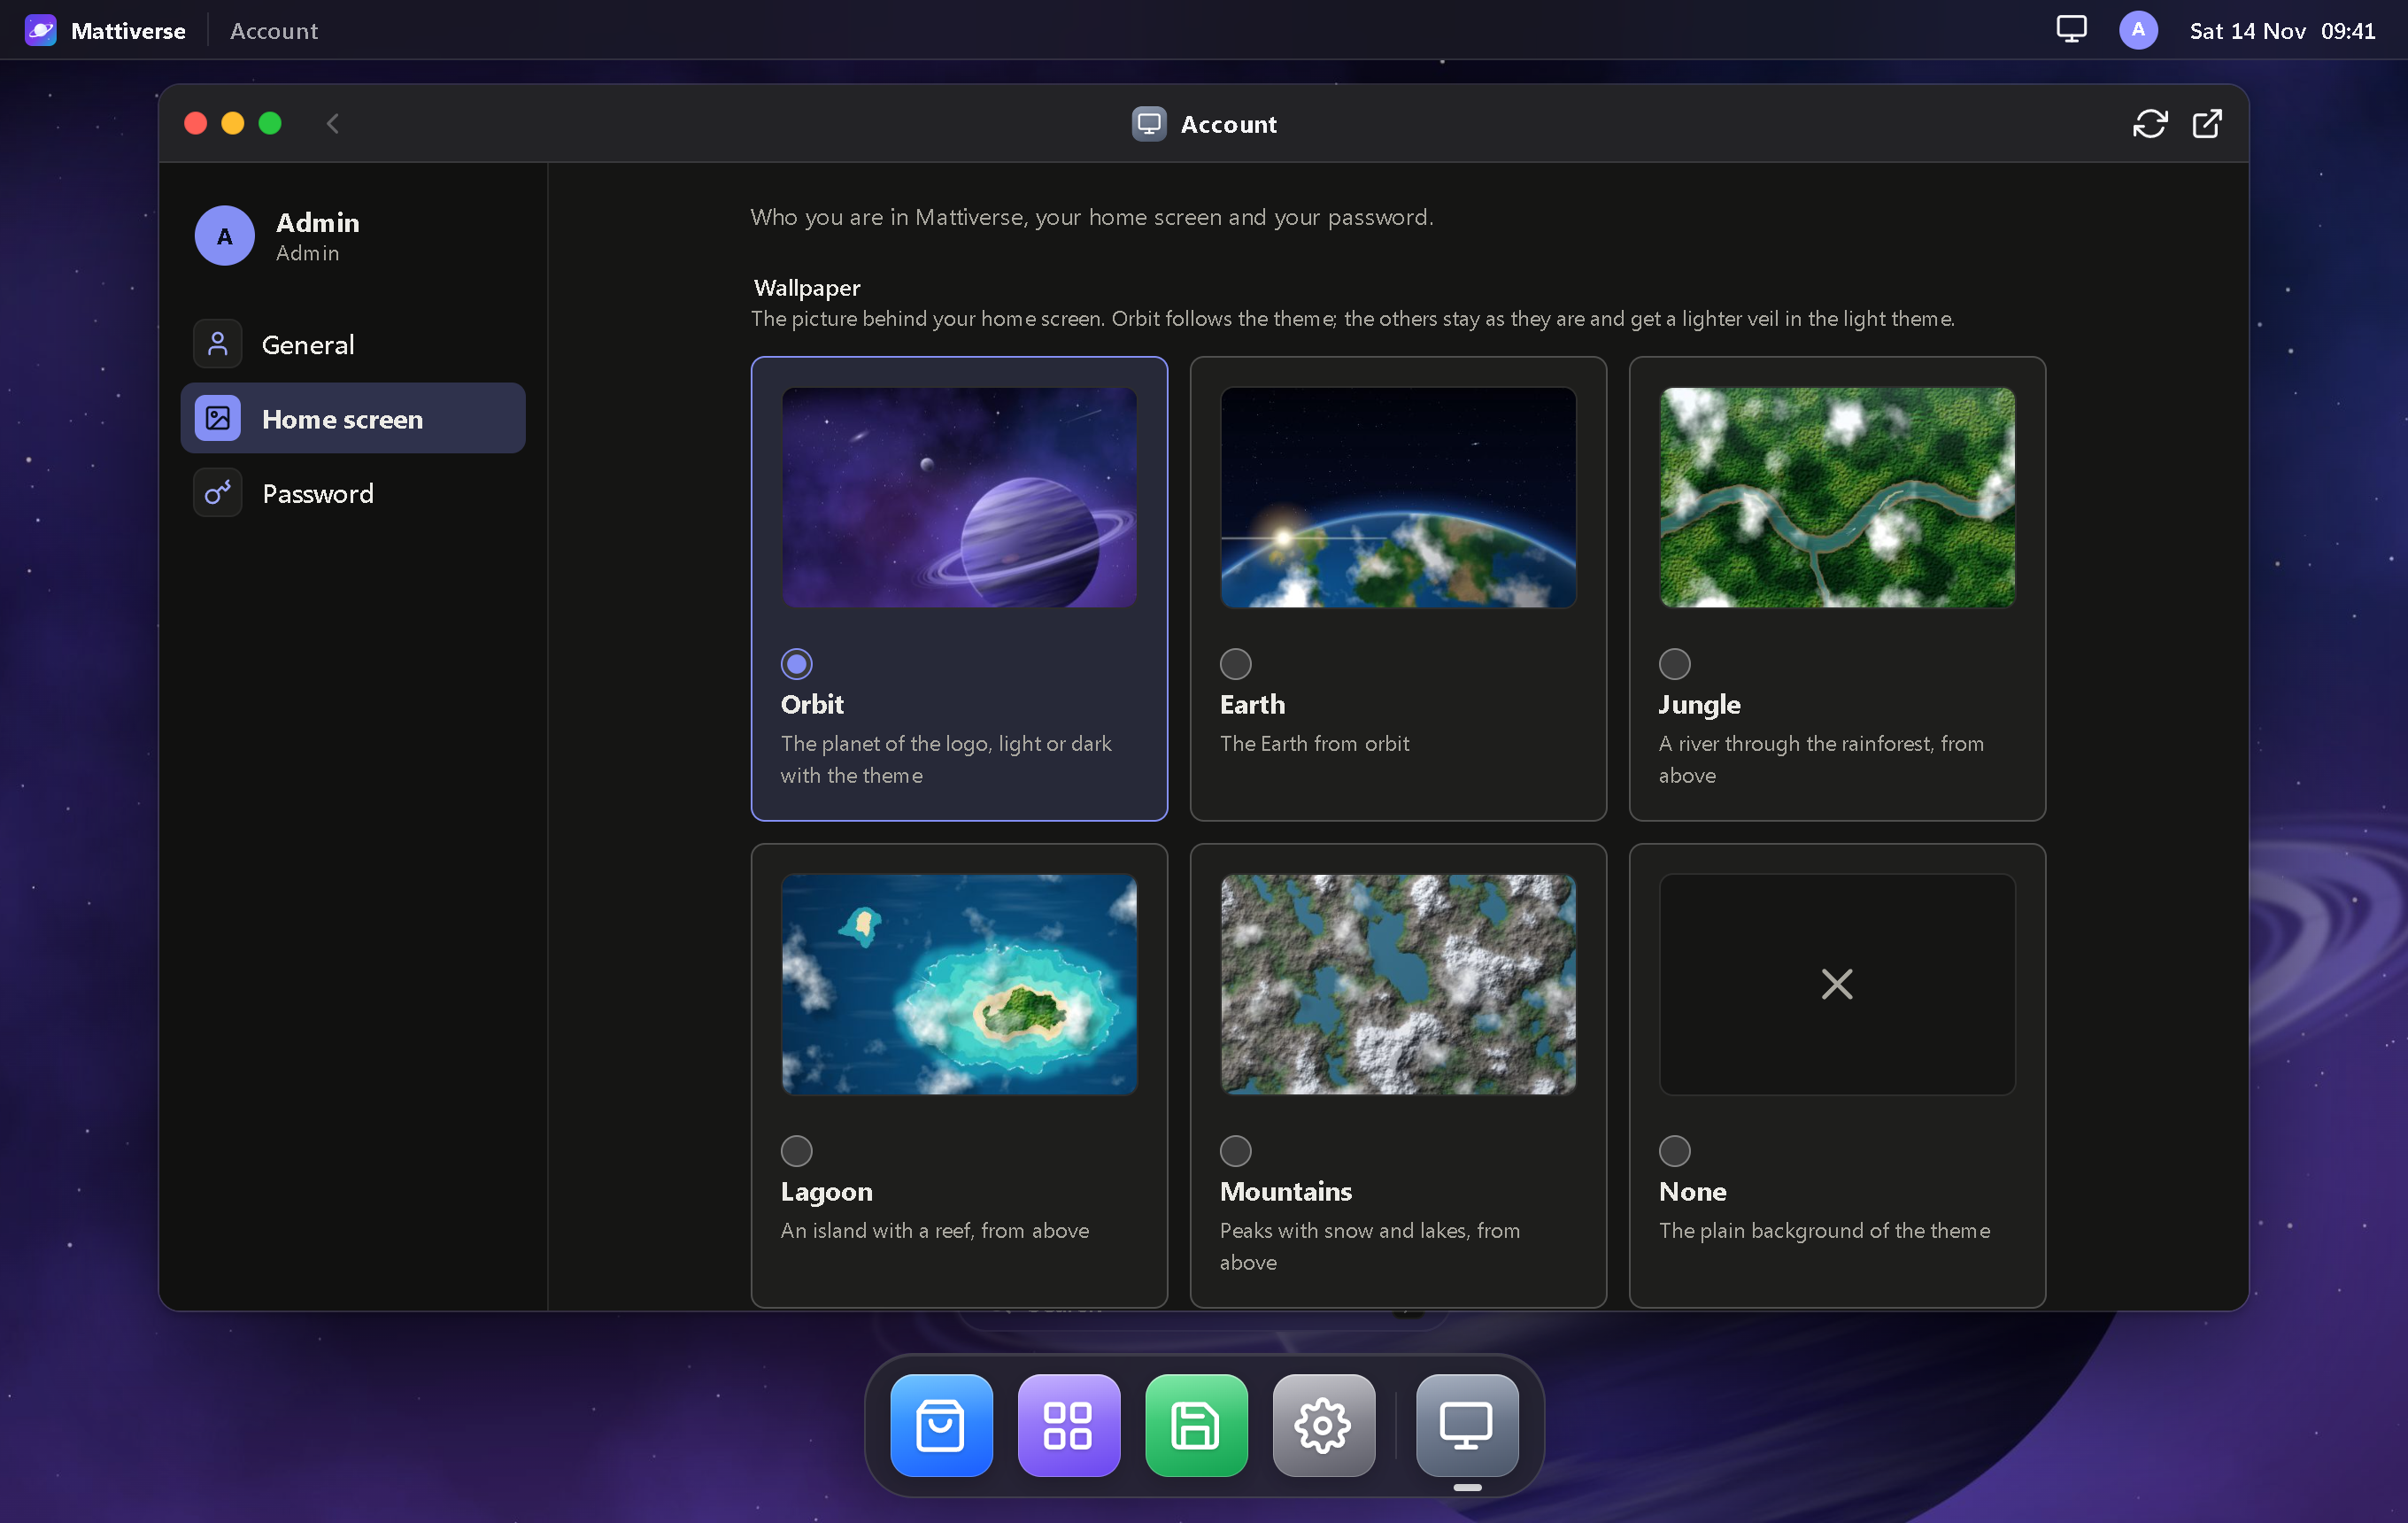 Mattiverse
Account
A
Sat 14 Nov 09:41
Account
A
Admin
Admin
General
Home screen
Password
Who you are in Mattiverse, your home screen and your password.
Wallpaper
The picture behind your home screen. Orbit follows the theme; the others stay as they are and get a lighter veil in the light theme.
Orbit
The planet of the logo, light or dark
with the theme
Earth
The Earth from orbit
Jungle
A river through the rainforest, from
above
Lagoon
An island with a reef, from above
Mountains
Peaks with snow and lakes, from
above
None
The plain background of the theme